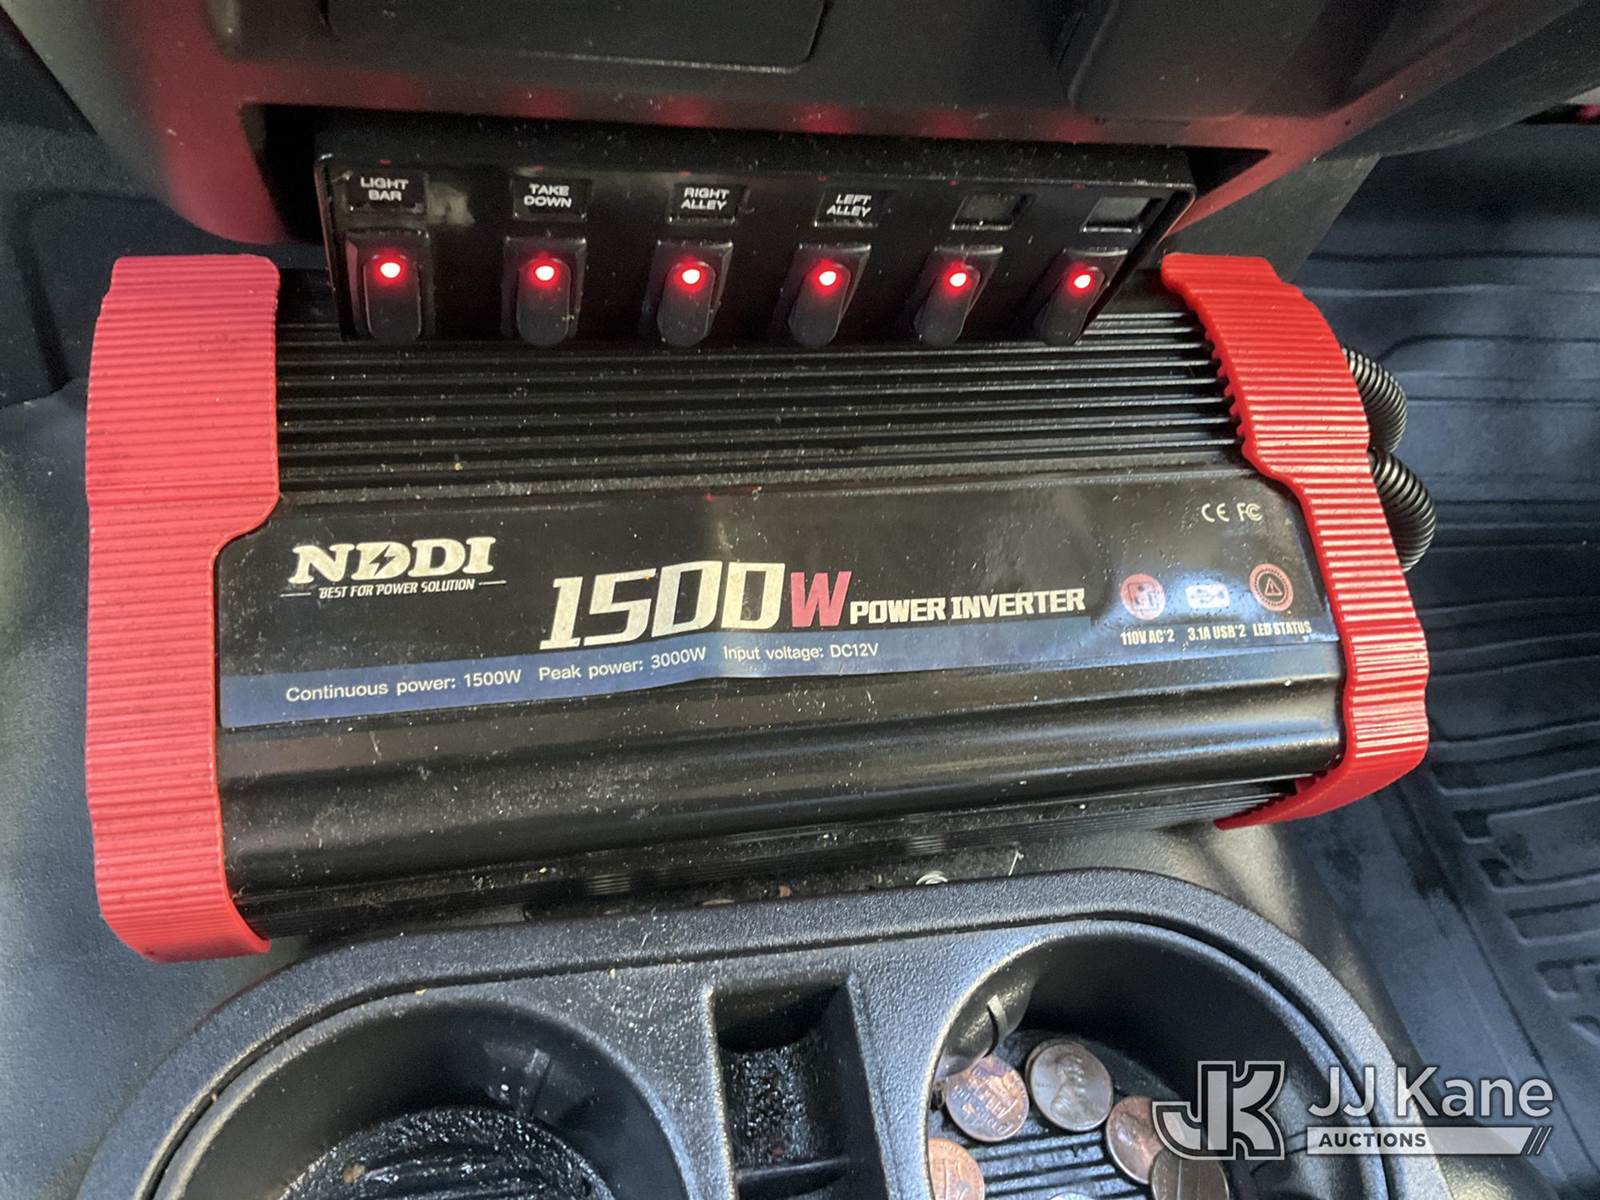 LIGHT
BAR
TAKE
DOWN
RIGHT
ALLEY
LEFT
ALLEY
CE FC
NDDI
BEST FOR POWER SOLUTION
1500W POWER INVERTER
110V AC*2 3.1A USB*2 LED STATUS
Continuous power: 1500W Peak power: 3000W Input voltage: DC12V
JK JJ Kane
AUCTIONS